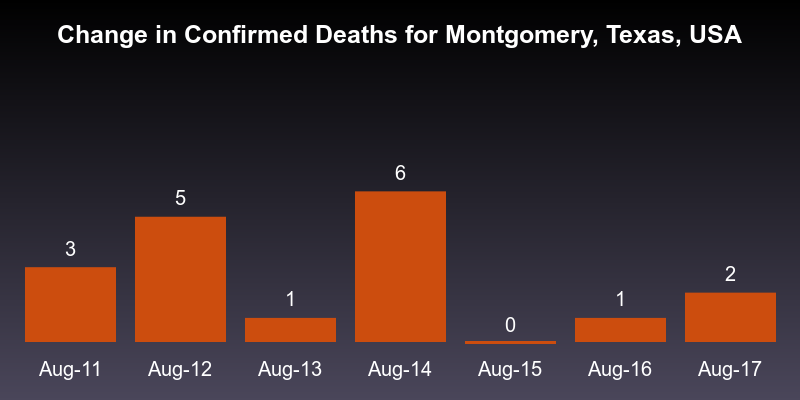 Change in Confirmed Deaths for Montgomery, Texas, USA
3 5 1 6 0 1 2
Aug-11 Aug-12 Aug-13 Aug-14 Aug-15 Aug-16 Aug-17